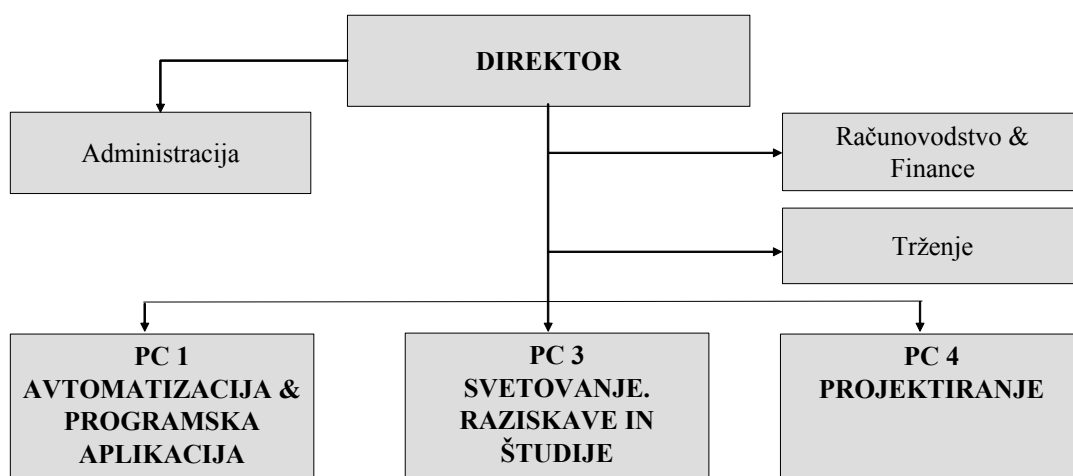 DIREKTOR
Administracija
Računovodstvo &
Finance
Trženje
PC 1
AVTOMATIZACIJA &
PROGRAMSKA
APLIKACIJA
PC 3
SVETOVANJE.
RAZISKAVE IN
ŠTUDIJE
PC 4
PROJEKTIRANJE